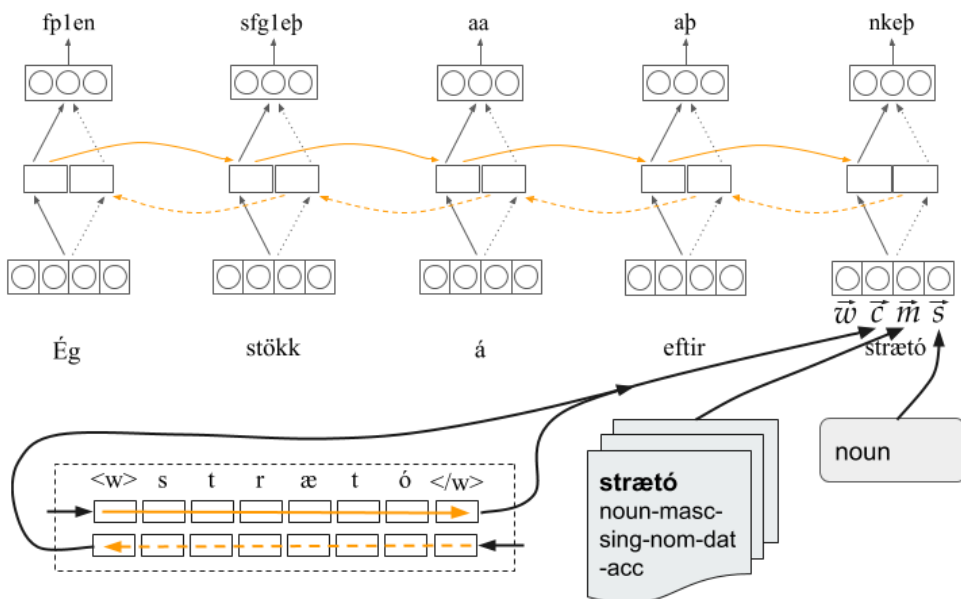 fp1en sfg1eþ aa aþ nkeþ
w c m s
Ég stökk á eftir strætó
<w> s t r æ t ó </w>
strætó
noun-masc-
sing-nom-dat
-acc
noun